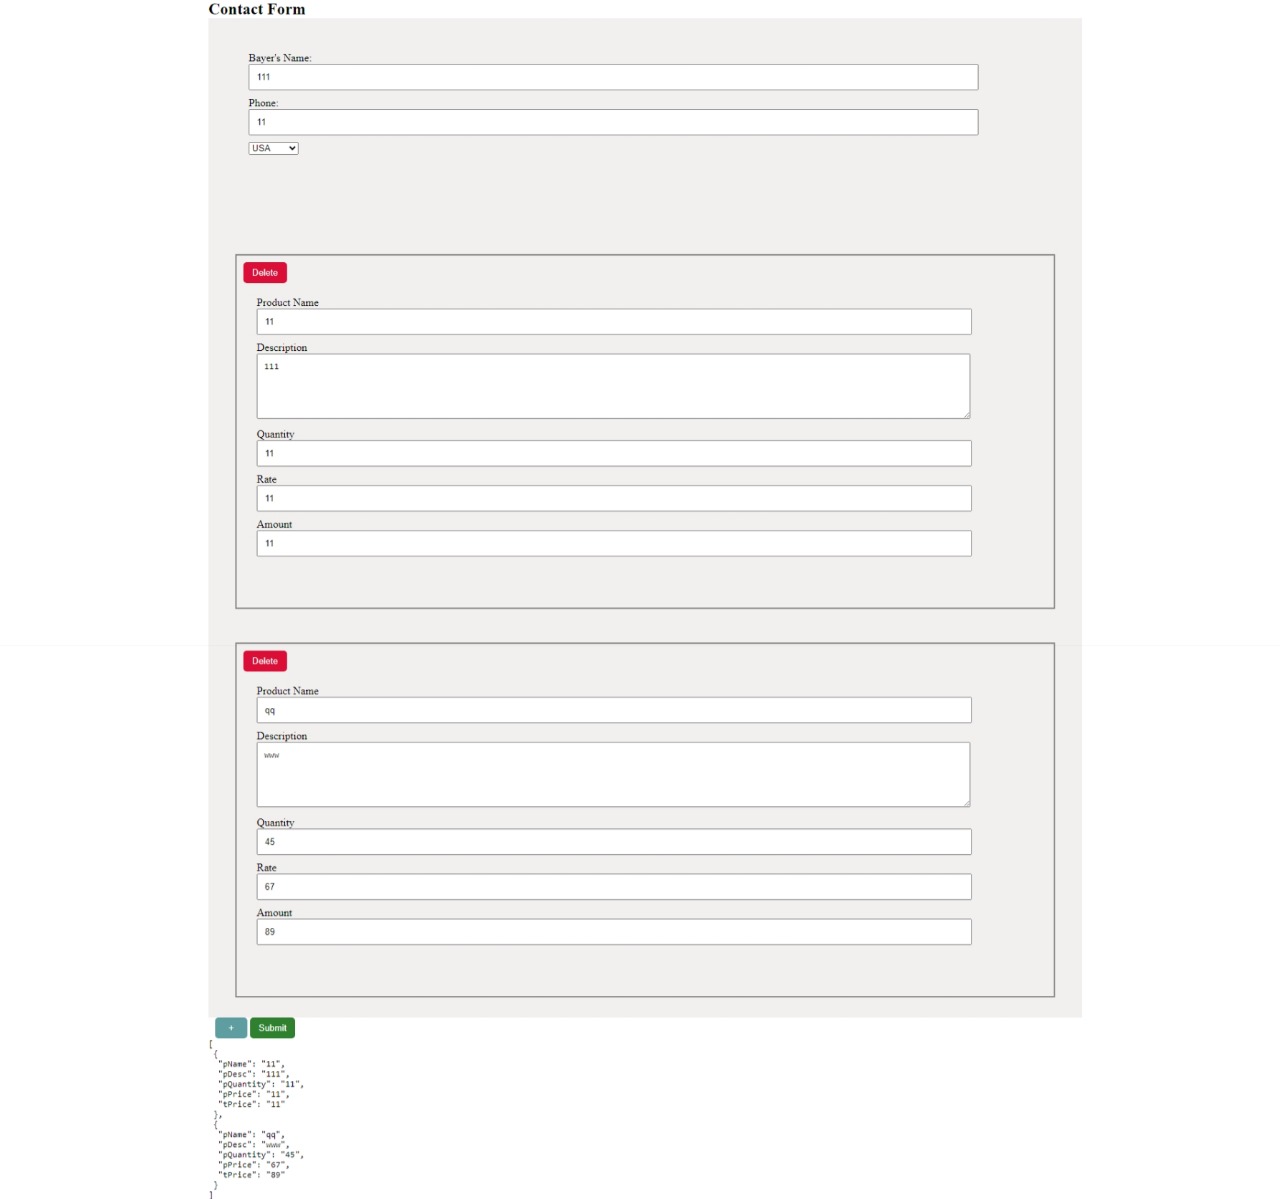 Contact Form
Bayer's Name:
111
Phone:
11
USA
Delete
Product Name
11
Description
111
Quantity
11
Rate
11
Amount
11
Delete
Product Name
qq
Description
www
Quantity
45
Rate
67
Amount
89
+ Submit
[
{
"pName": "11",
"pDesc": "111",
"pQuantity": "11",
"pPrice": "11",
"tPrice": "11"
},
{
"pName": "qq",
"pDesc": "www",
"pQuantity": "45",
"pPrice": "67",
"tPrice": "89"
}
]